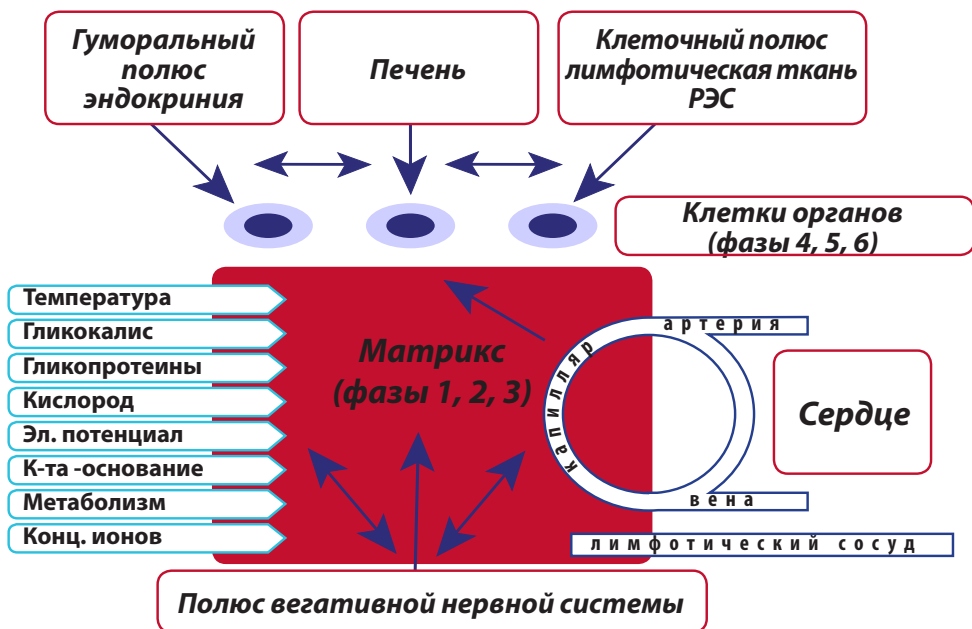 Гуморальный
полюс
эндокриния
Печень
Клеточный полюс
лимфотическая ткань
РЭС
Клетки органов
(фазы 4, 5, 6)
Температура
Гликокалис
Гликопротеины
Кислород
Эл. потенциал
К-та -основание
Метаболизм
Конц. ионов
Матрикс
(фазы 1, 2, 3)
артерия
капилляр
вена
Сердце
лимфотический сосуд
Полюс вегативной нервной системы